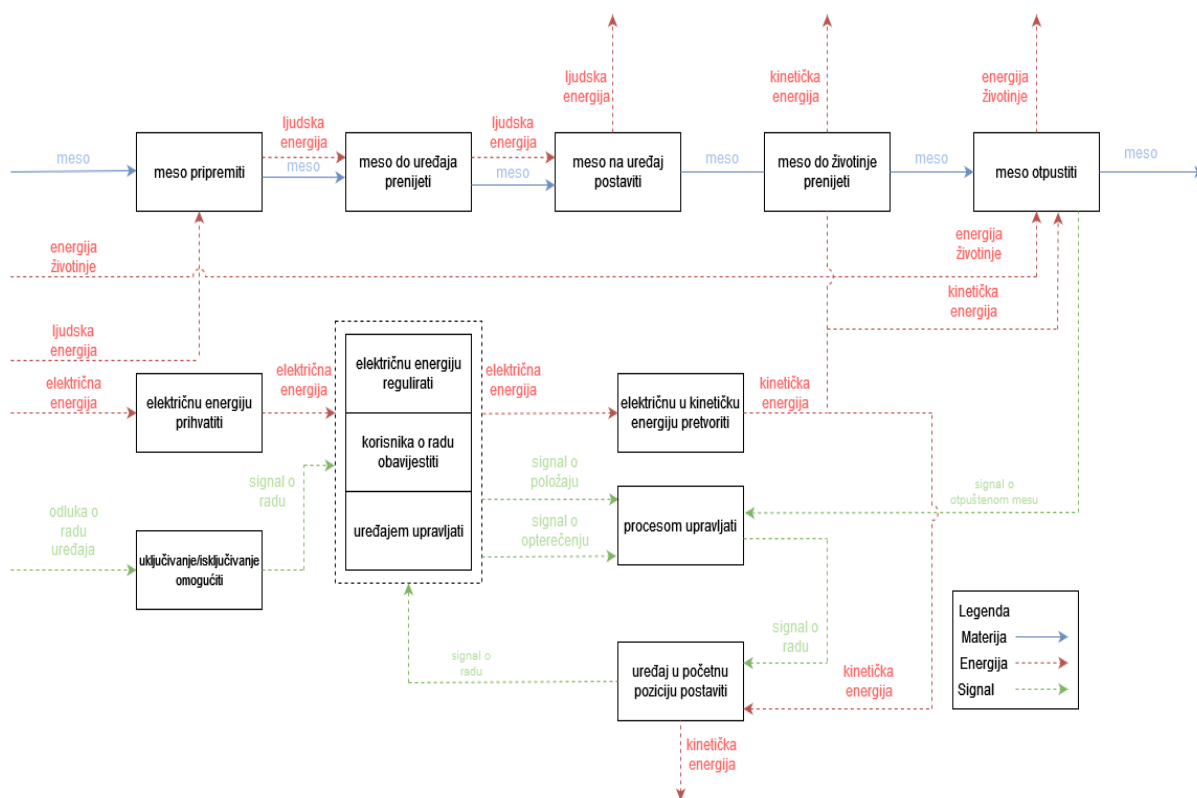 ljudska
energija
kinetička
energija
energija
životinje
ljudska
energija
ljudska
energija
meso
meso pripremiti
meso
meso do uređaja
prenijeti
meso
meso na uređaj
postaviti
meso
meso do životinje
prenijeti
meso
meso otpustiti
meso
energija
životinje
energija
životinje
kinetička
energija
ljudska
energija
električna
energija
električnu energiju
prihvatiti
električna
energija
električnu energiju
regulirati
korisnika o radu
obavijestiti
uređajem upravljati
električna
energija
električnu u kinetičku
energiju pretvoriti
kinetička
energija
signal o
radu
signal o
položaju
signal o
opterečenju
procesom upravljati
signal o
otpuštenom mesu
odluka o
radu
uređaja
uključivanje/isključivanje
omogućiti
signal o
radu
signal o
radu
uređaj u početnu
poziciju postaviti
kinetička
energija
kinetička
energija
Legenda
Materija
Energija
Signal